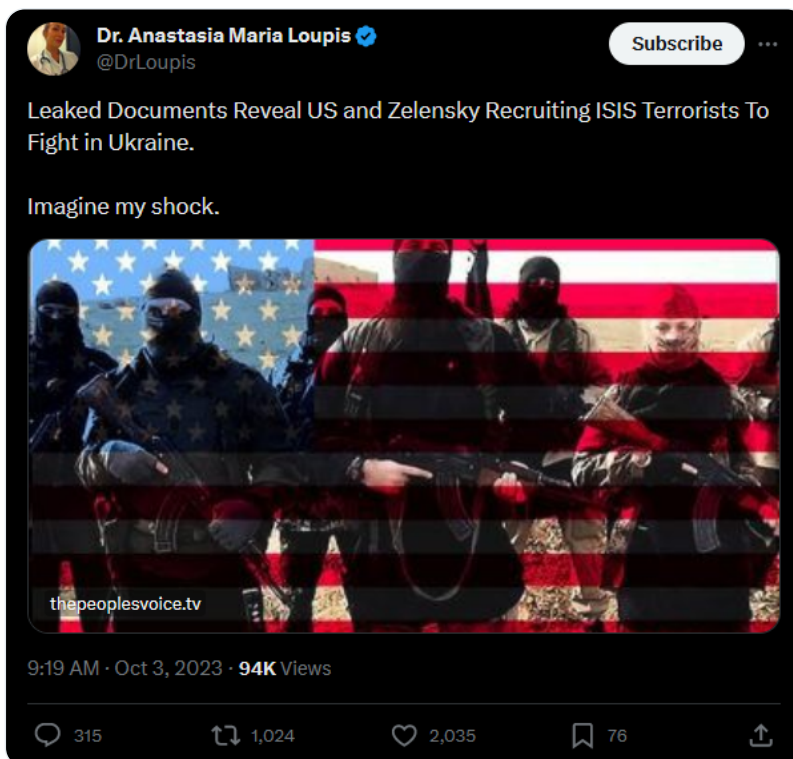 Dr. Anastasia Maria Loupis
@DrLoupis
Subscribe
Leaked Documents Reveal US and Zelensky Recruiting ISIS Terrorists To
Fight in Ukraine.
Imagine my shock.
thepeoplesvoice.tv
9:19 AM · Oct 3, 2023 · 94K Views
315
1,024
2,035
76